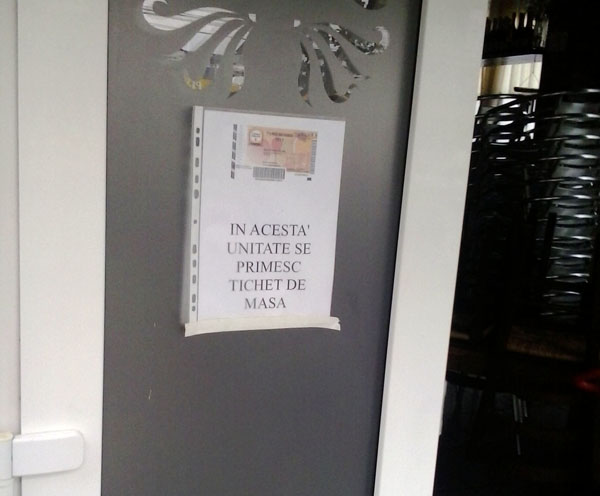 IN ACESTA'
UNITATE SE
PRIMESC
TICHET DE
MASA